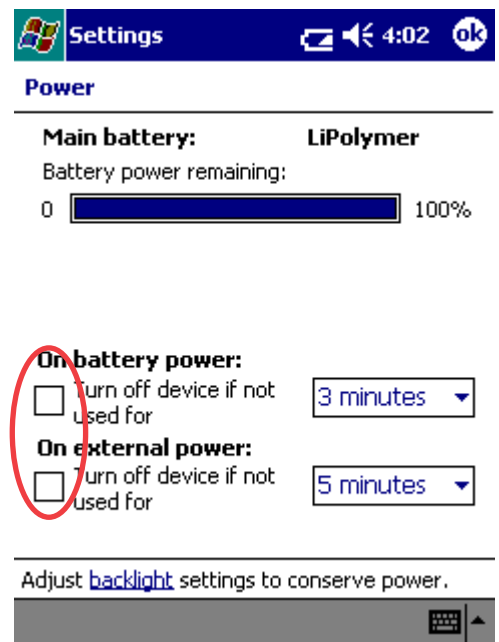 Settings 4:02 ok
Power
Main battery: LiPolymer
Battery power remaining:
0 100%
On battery power:
Turn off device if not used for 3 minutes
On external power:
Turn off device if not used for 5 minutes
Adjust backlight settings to conserve power.